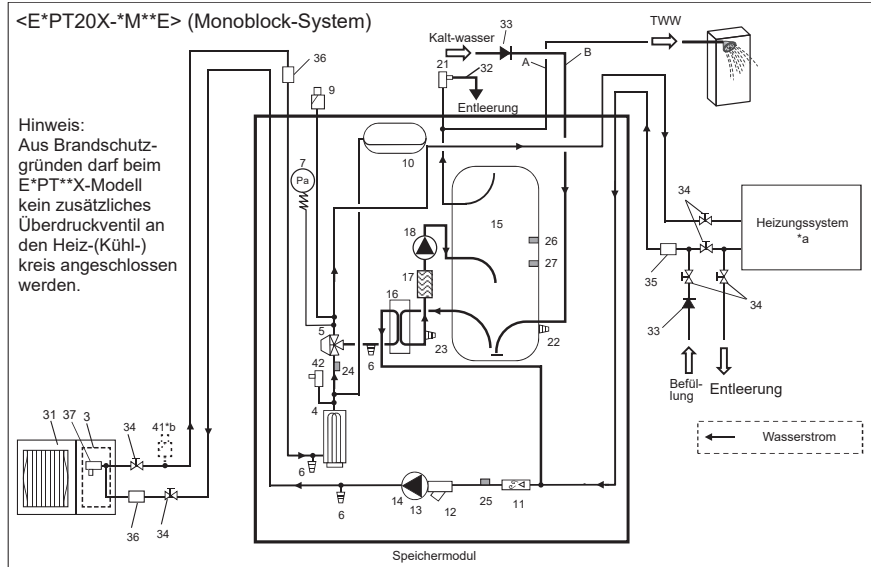 <E*PT20X-*M**E> (Monoblock-System)
Hinweis:
Aus Brandschutz-
gründen darf beim
E*PT**X-Modell
kein zusätzliches
Überdruckventil an
den Heiz-(Kühl-)
kreis angeschlossen
werden.
36
9
7
Pa
33
Kalt-wasser
TWW
21
32
A
B
Entleerung
10
15
18
26
27
17
16
5
23
22
6
24
42
4
6
34
Heizungssystem
*a
35
34
33
Befül-
lung
Entleerung
Wasserstrom
31
37
3
34
41*b
36
34
6
14
13
12
25
11
Speichermodul